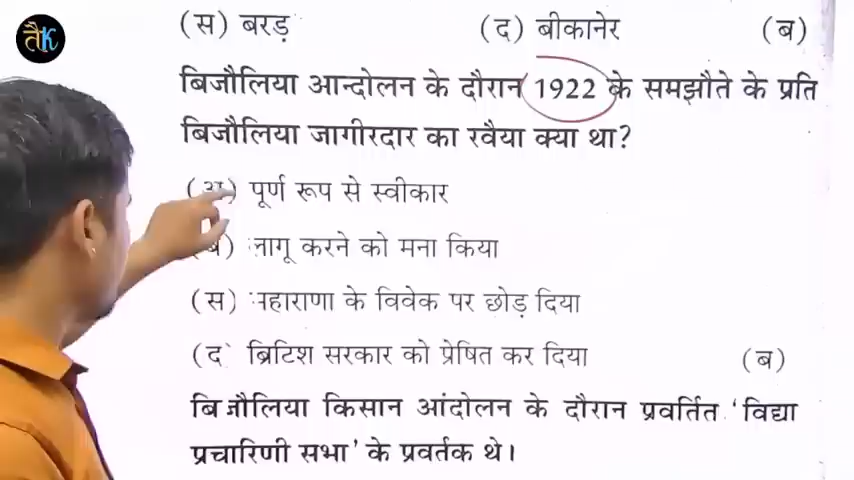 तैK
(स) बरड़ (द) बीकानेर (ब)
बिजौलिया आन्दोलन के दौरान 1922 के समझौते के प्रति
बिजौलिया जागीरदार का रवैया क्या था?
(अ) पूर्ण रूप से स्वीकार
(ब) लागू करने को मना किया
(स) महाराणा के विवेक पर छोड़ दिया
(द) ब्रिटिश सरकार को प्रेषित कर दिया (ब)
बिजौलिया किसान आंदोलन के दौरान प्रवर्तित 'विद्या
प्रचारिणी सभा' के प्रवर्तक थे।